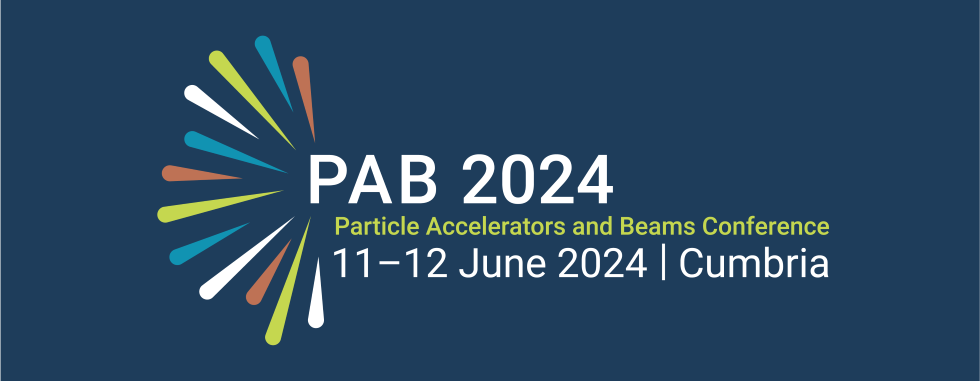 PAB 2024
Particle Accelerators and Beams Conference
11–12 June 2024 | Cumbria